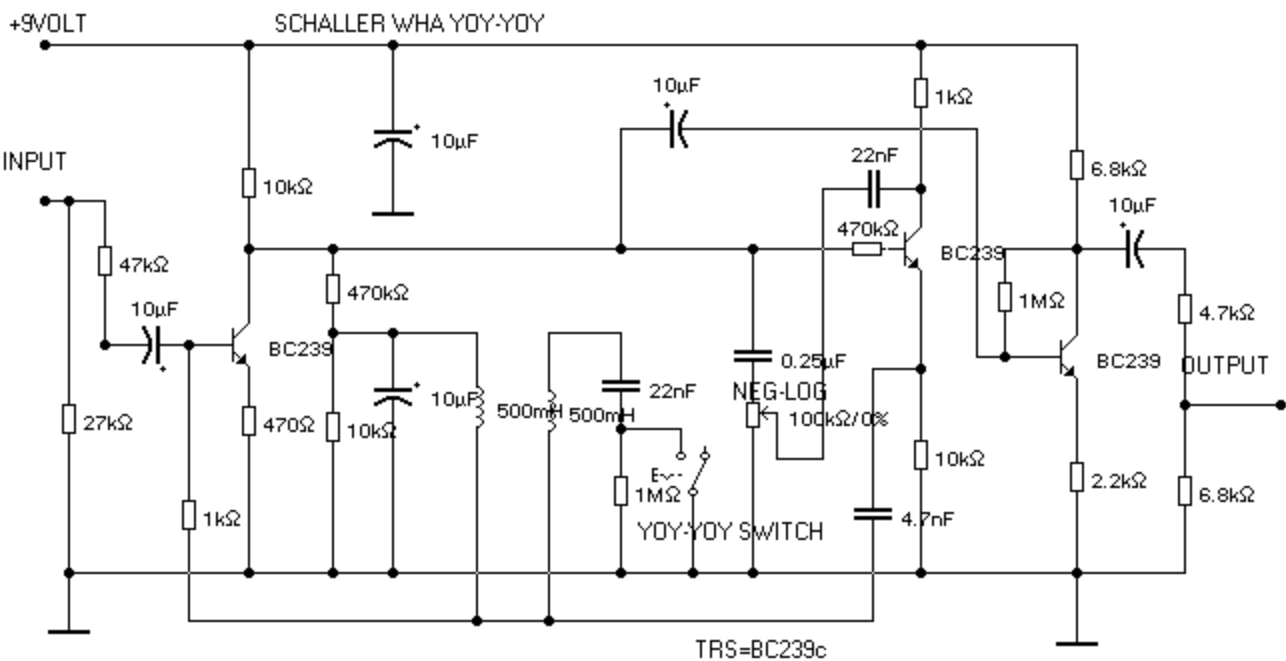 +9VOLT
SCHALLER WHA YOY-YOY
10µF
1kΩ
10µF
22nF
INPUT
10kΩ
6.8kΩ
10µF
470kΩ
BC239
47kΩ
470kΩ
1MΩ
10µF
4.7kΩ
BC239
0.25µF
BC239
OUTPUT
10µF
500mH
500mH
22nF
NEG-LOG
100kΩ/0%
27kΩ
470Ω
10kΩ
10kΩ
E
1MΩ
2.2kΩ
6.8kΩ
1kΩ
4.7nF
YOY-YOY SWITCH
TRS=BC239c